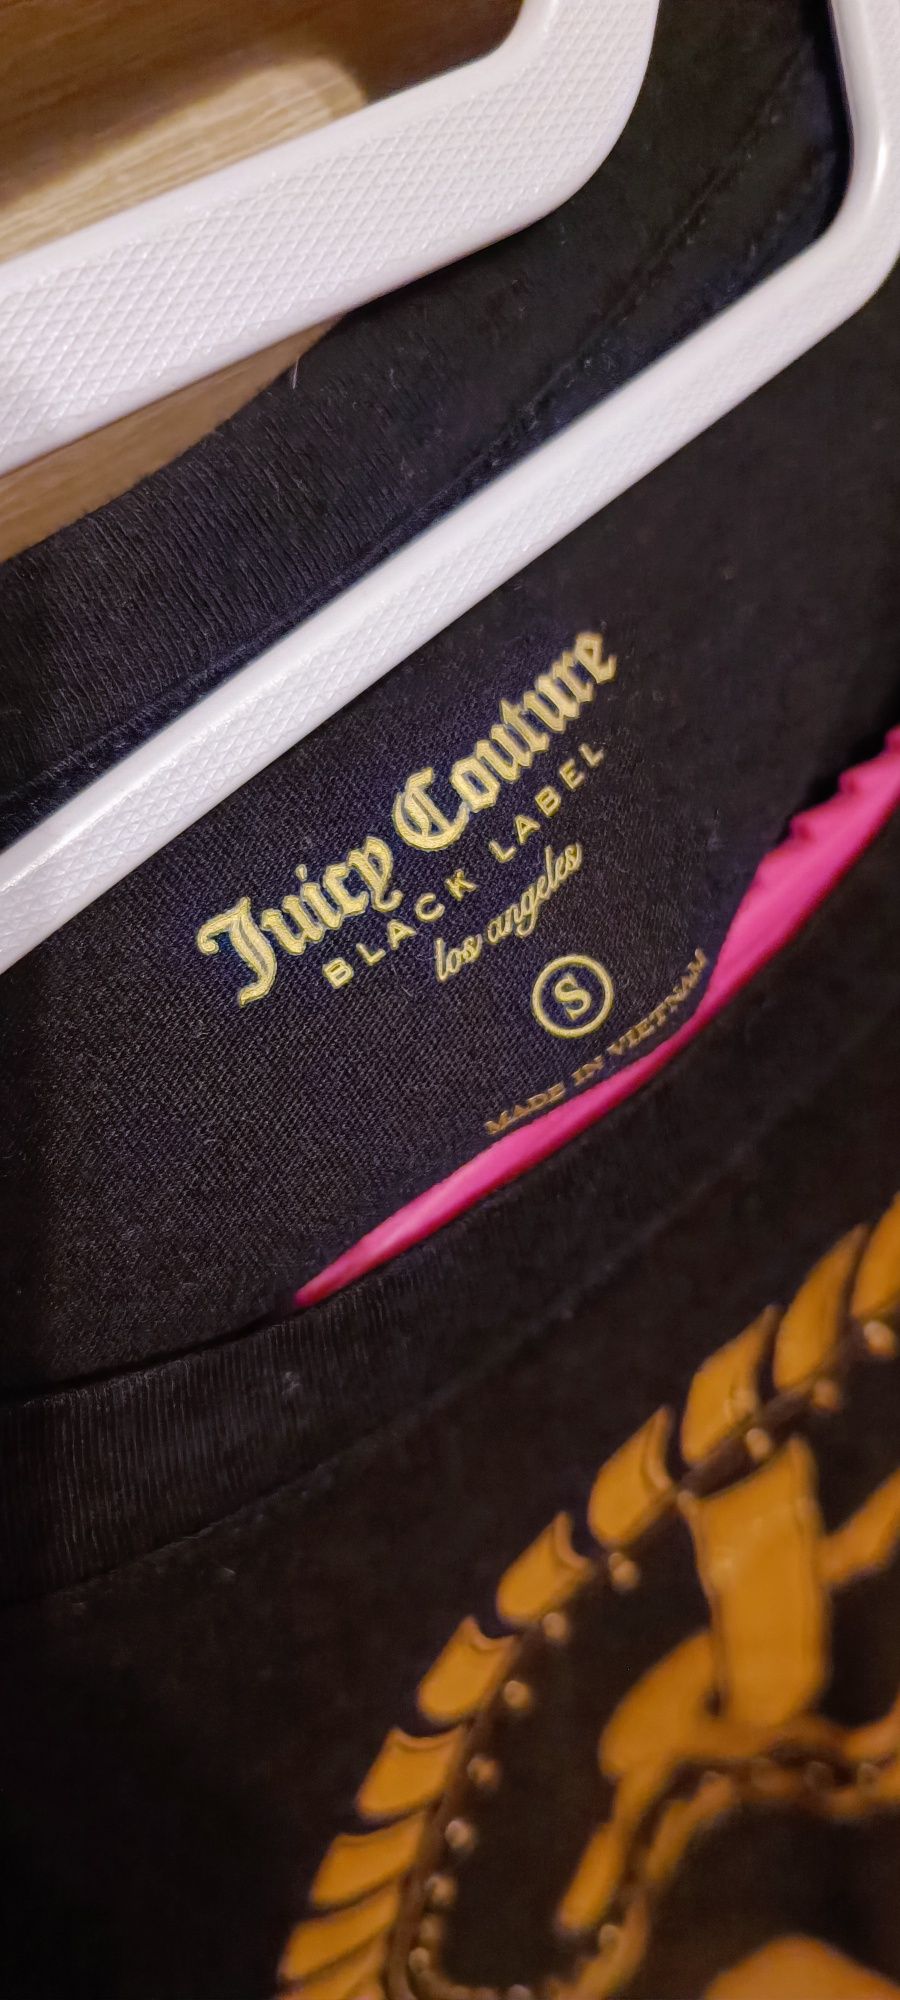 Juicy Couture
BLACK LABEL
los angeles
S
MADE IN VIETNAM